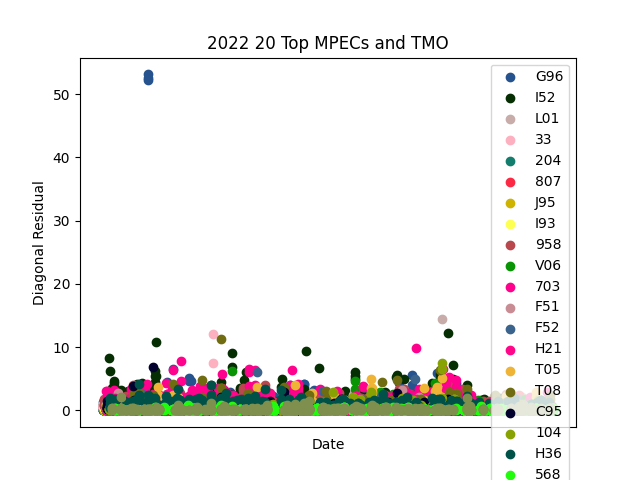 2022 20 Top MPECs and TMO
Diagonal Residual
50
40
30
20
10
0
Date
G96
I52
L01
33
204
807
J95
I93
958
V06
703
F51
F52
H21
T05
T08
C95
104
H36
568